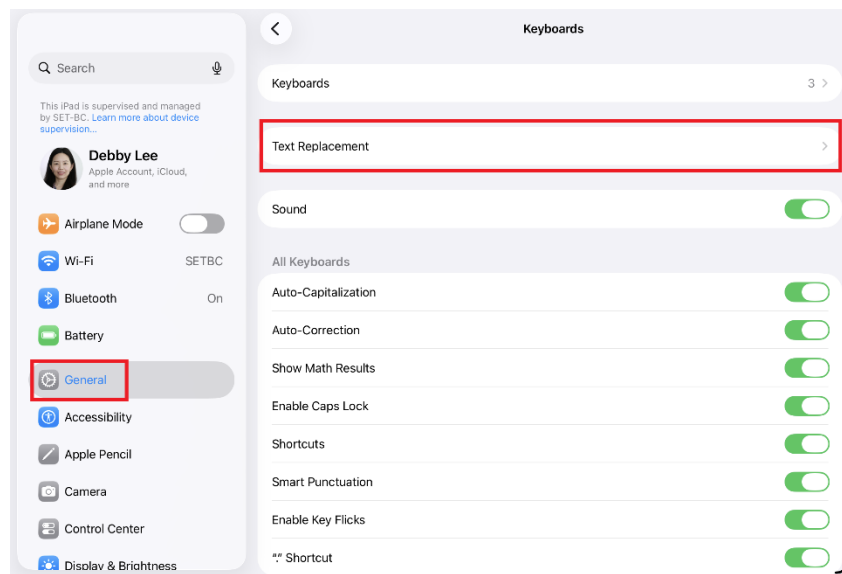 Search
This iPad is supervised and managed
by SET-BC. Learn more about device
supervision...
Debby Lee
Apple Account, iCloud,
and more
Airplane Mode
Wi-Fi SETBC
Bluetooth On
Battery
General
Accessibility
Apple Pencil
Camera
Control Center
Display & Brightness
Keyboards
Keyboards 3
Text Replacement
Sound
All Keyboards
Auto-Capitalization
Auto-Correction
Show Math Results
Enable Caps Lock
Shortcuts
Smart Punctuation
Enable Key Flicks
“.” Shortcut